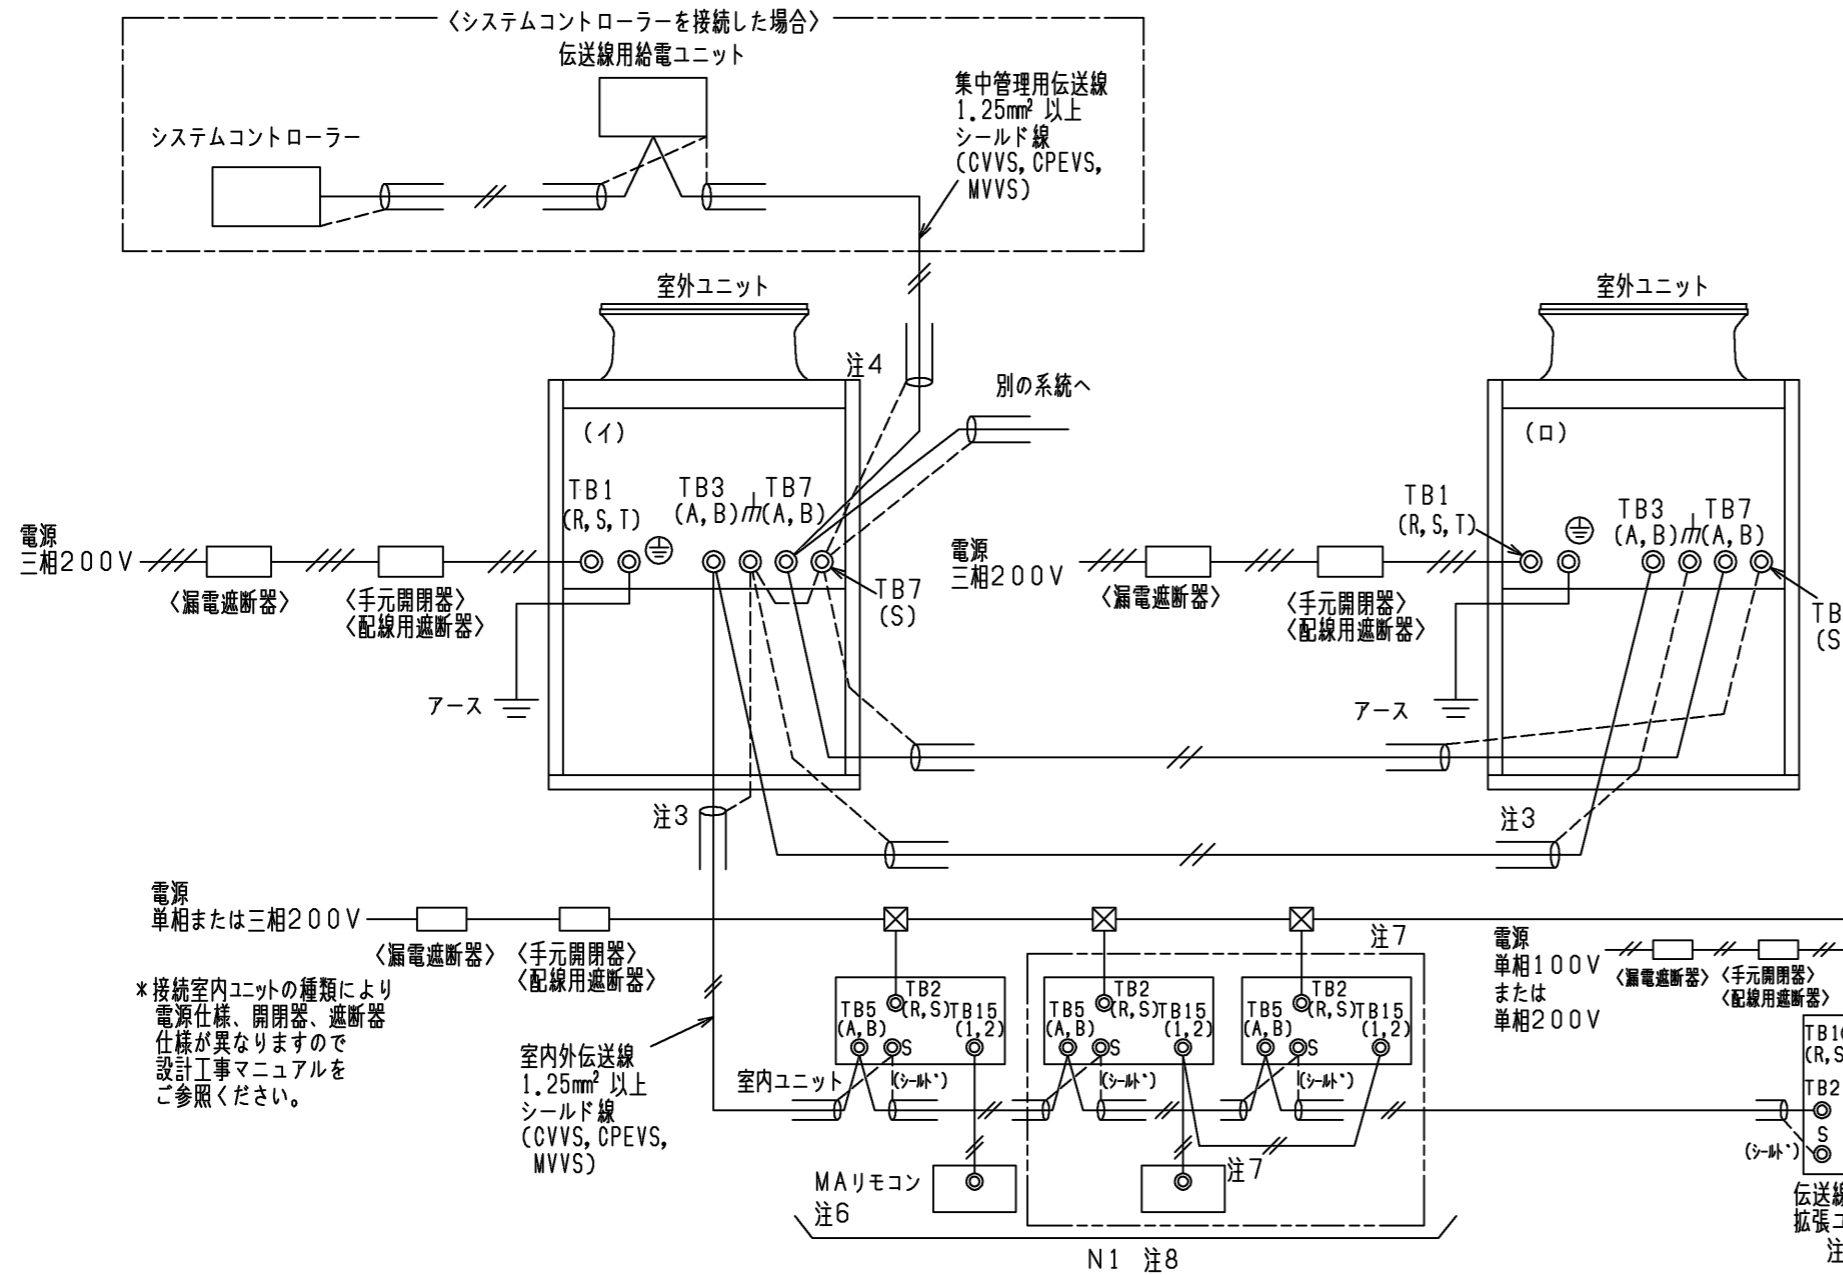 〈システムコントローラーを接続した場合〉
伝送線用給電ユニット
システムコントローラー
集中管理用伝送線
1.25mm² 以上
シールド線
(CVVS,CPEVS,
MVVS)
室外ユニット
注4
別の系統へ
(イ)
TB1
(R,S,T)
TB3
(A,B)
TB7
(A,B)
電源
三相200V
〈漏電遮断器〉
〈手元開閉器〉
〈配線用遮断器〉
TB7
(S)
アース
注3
室外ユニット
(ロ)
電源
三相200V
〈漏電遮断器〉
〈手元開閉器〉
〈配線用遮断器〉
TB1
(R,S,T)
TB3
(A,B)
TB7
(A,B)
TB
(S
アース
注3
電源
単相または三相200V
〈漏電遮断器〉
〈手元開閉器〉
〈配線用遮断器〉
*接続室内ユニットの種類により
電源仕様、開閉器、遮断器
仕様が異なりますので
設計工事マニュアルを
ご参照ください。
室内外伝送線
1.25mm² 以上
シールド線
(CVVS,CPEVS,
MVVS)
室内ユニット
TB2
(R,S)
TB5
(A,B)
TB15
(1,2)
S
(シールド)
TB2
(R,S)
TB5
(A,B)
TB15
(1,2)
S
(シールド)
TB2
(R,S)
TB5
(A,B)
TB15
(1,2)
S
(シールド)
注7
注7
MAリモコン
注6
N1 注8
電源
単相100V
または
単相200V
〈漏電遮断器〉
〈手元開閉器〉
〈配線用遮断器〉
TB1
(R,S
TB2
S
(シールド)
伝送線
拡張
注